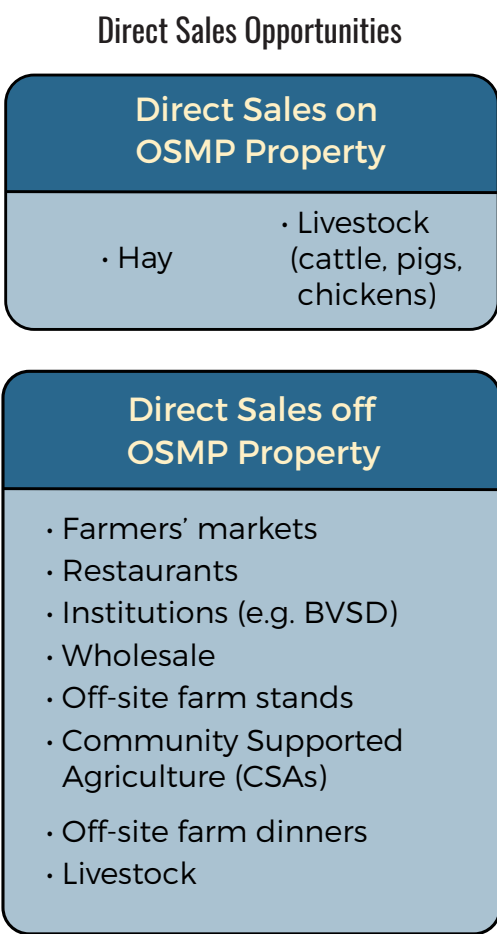 Direct Sales Opportunities
Direct Sales on
OSMP Property
• Hay
• Livestock
(cattle, pigs,
chickens)
Direct Sales off
OSMP Property
• Farmers’ markets
• Restaurants
• Institutions (e.g. BVSD)
• Wholesale
• Off-site farm stands
• Community Supported
Agriculture (CSAs)
• Off-site farm dinners
• Livestock